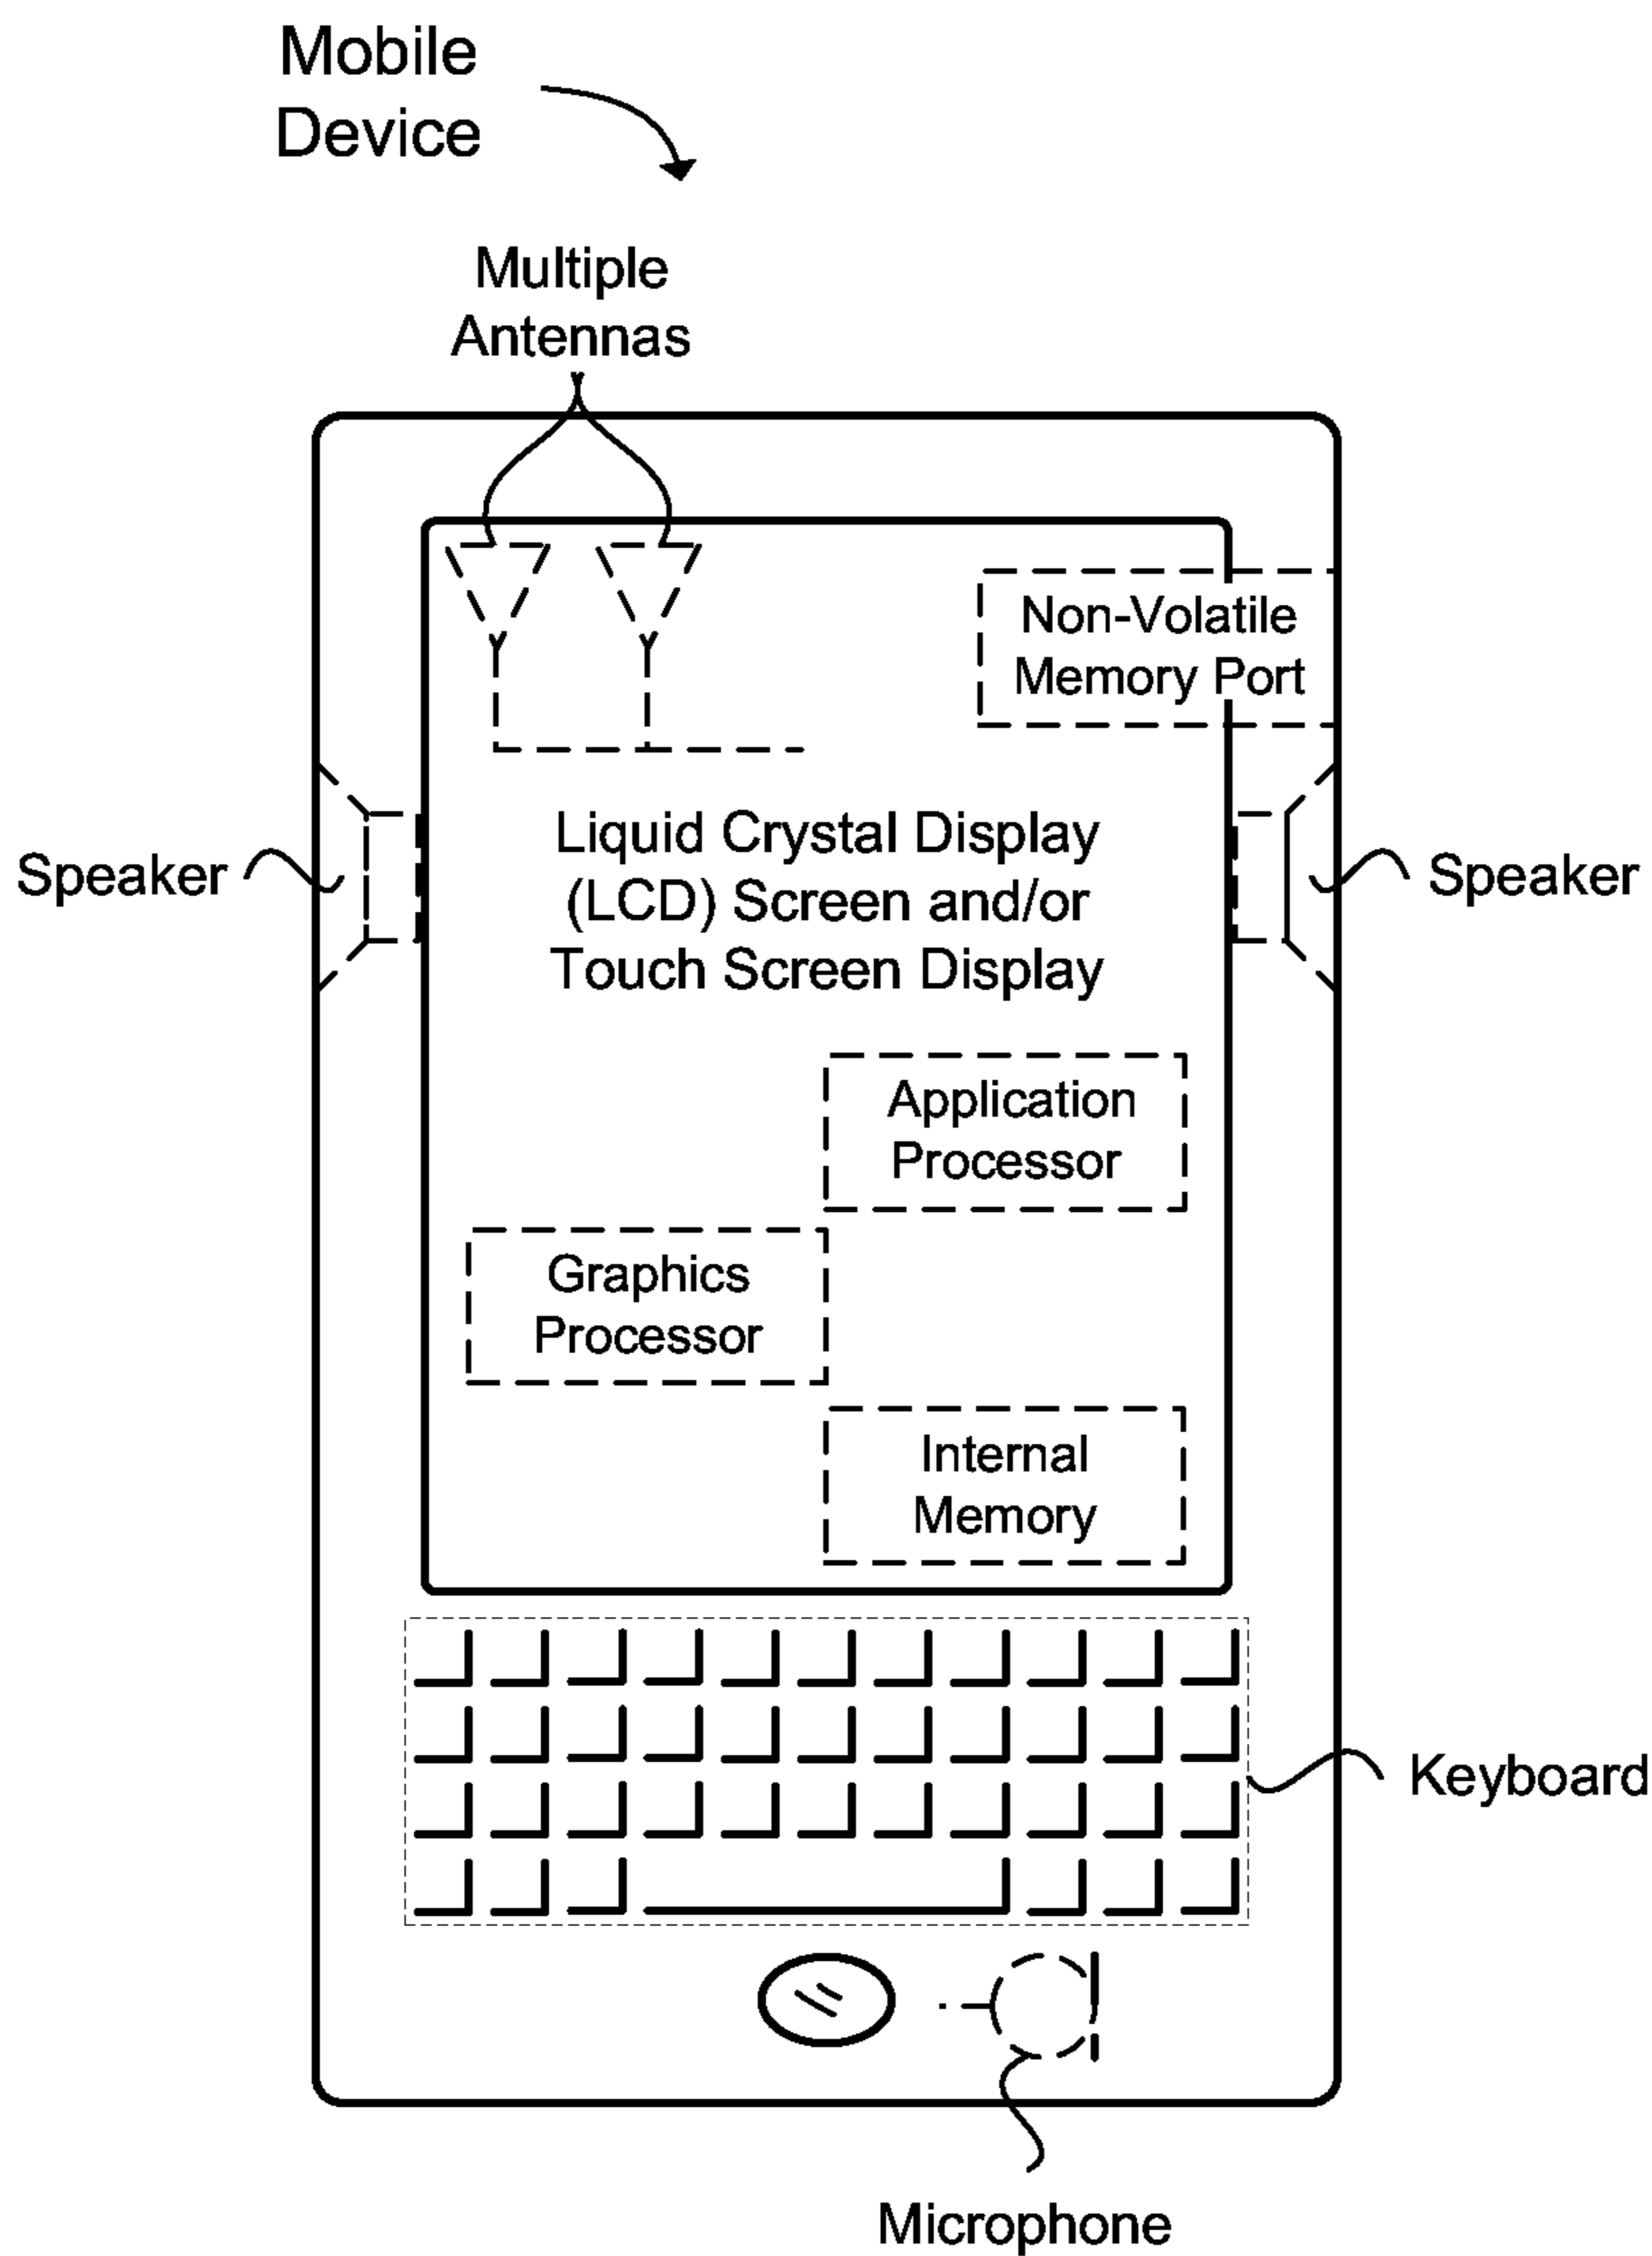 Mobile
Device
Multiple
Antennas
Non-Volatile
Memory Port
Speaker
Liquid Crystal Display
(LCD) Screen and/or
Touch Screen Display
Speaker
Application
Processor
Graphics
Processor
Internal
Memory
Keyboard
Microphone